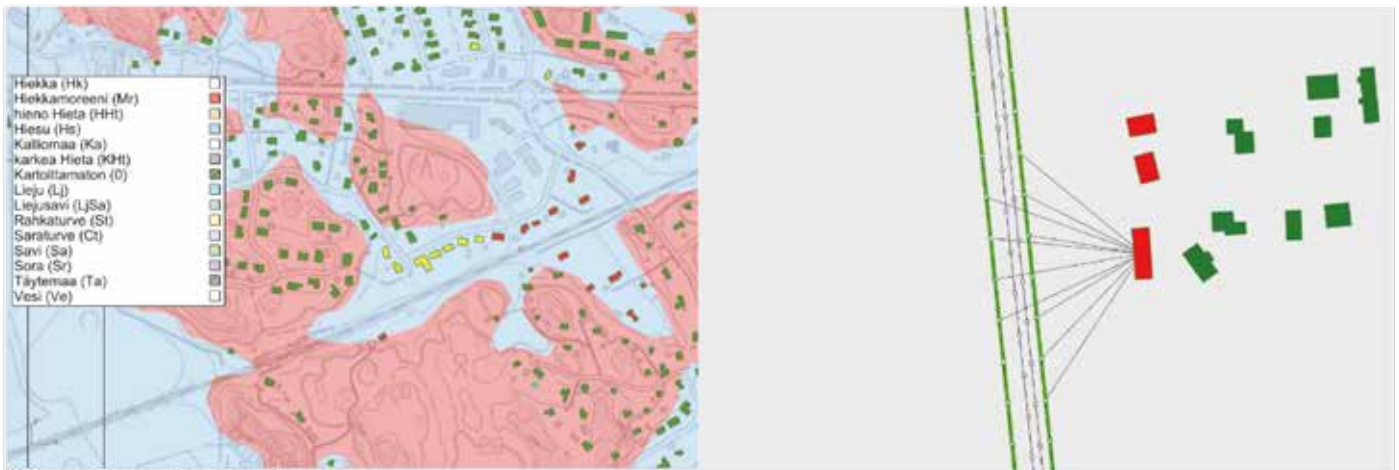 Hiekka (Hk)
Hiekkamoreeni (Mr)
hieno Hieta (HHt)
Hiesu (Hs)
Kalliomaa (Ka)
karkea Hieta (KHt)
Kartoittamaton (0)
Lieju (Lj)
Liejusavi (LjSa)
Rahkaturve (St)
Saraturve (Ct)
Savi (Sa)
Sora (Sr)
Täytemaa (Ta)
Vesi (Ve)